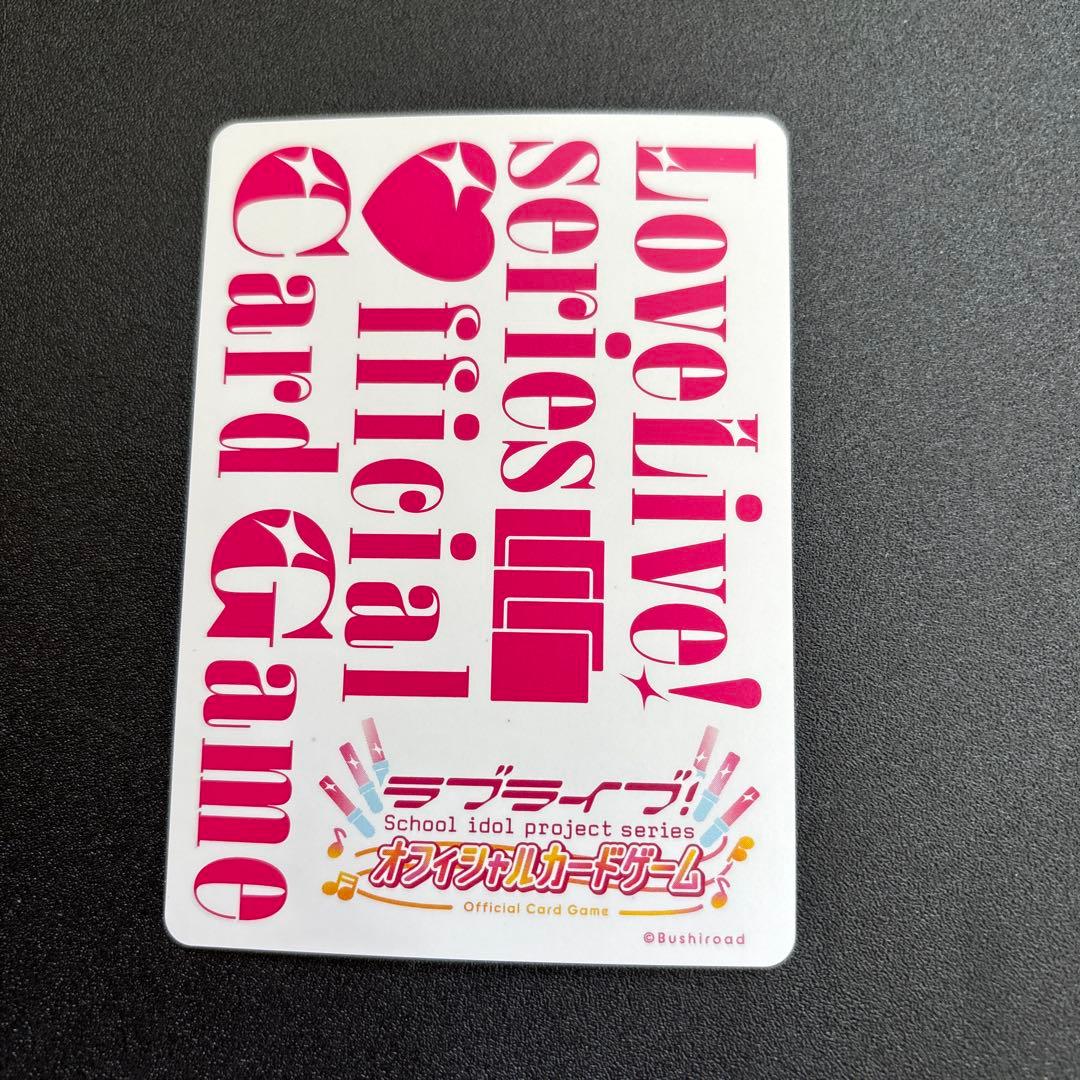 LoveLive!
series
Official
Card Game
ラブライブ!
School idol project series
オフィシャルカードゲーム
Official Card Game
©Bushiroad